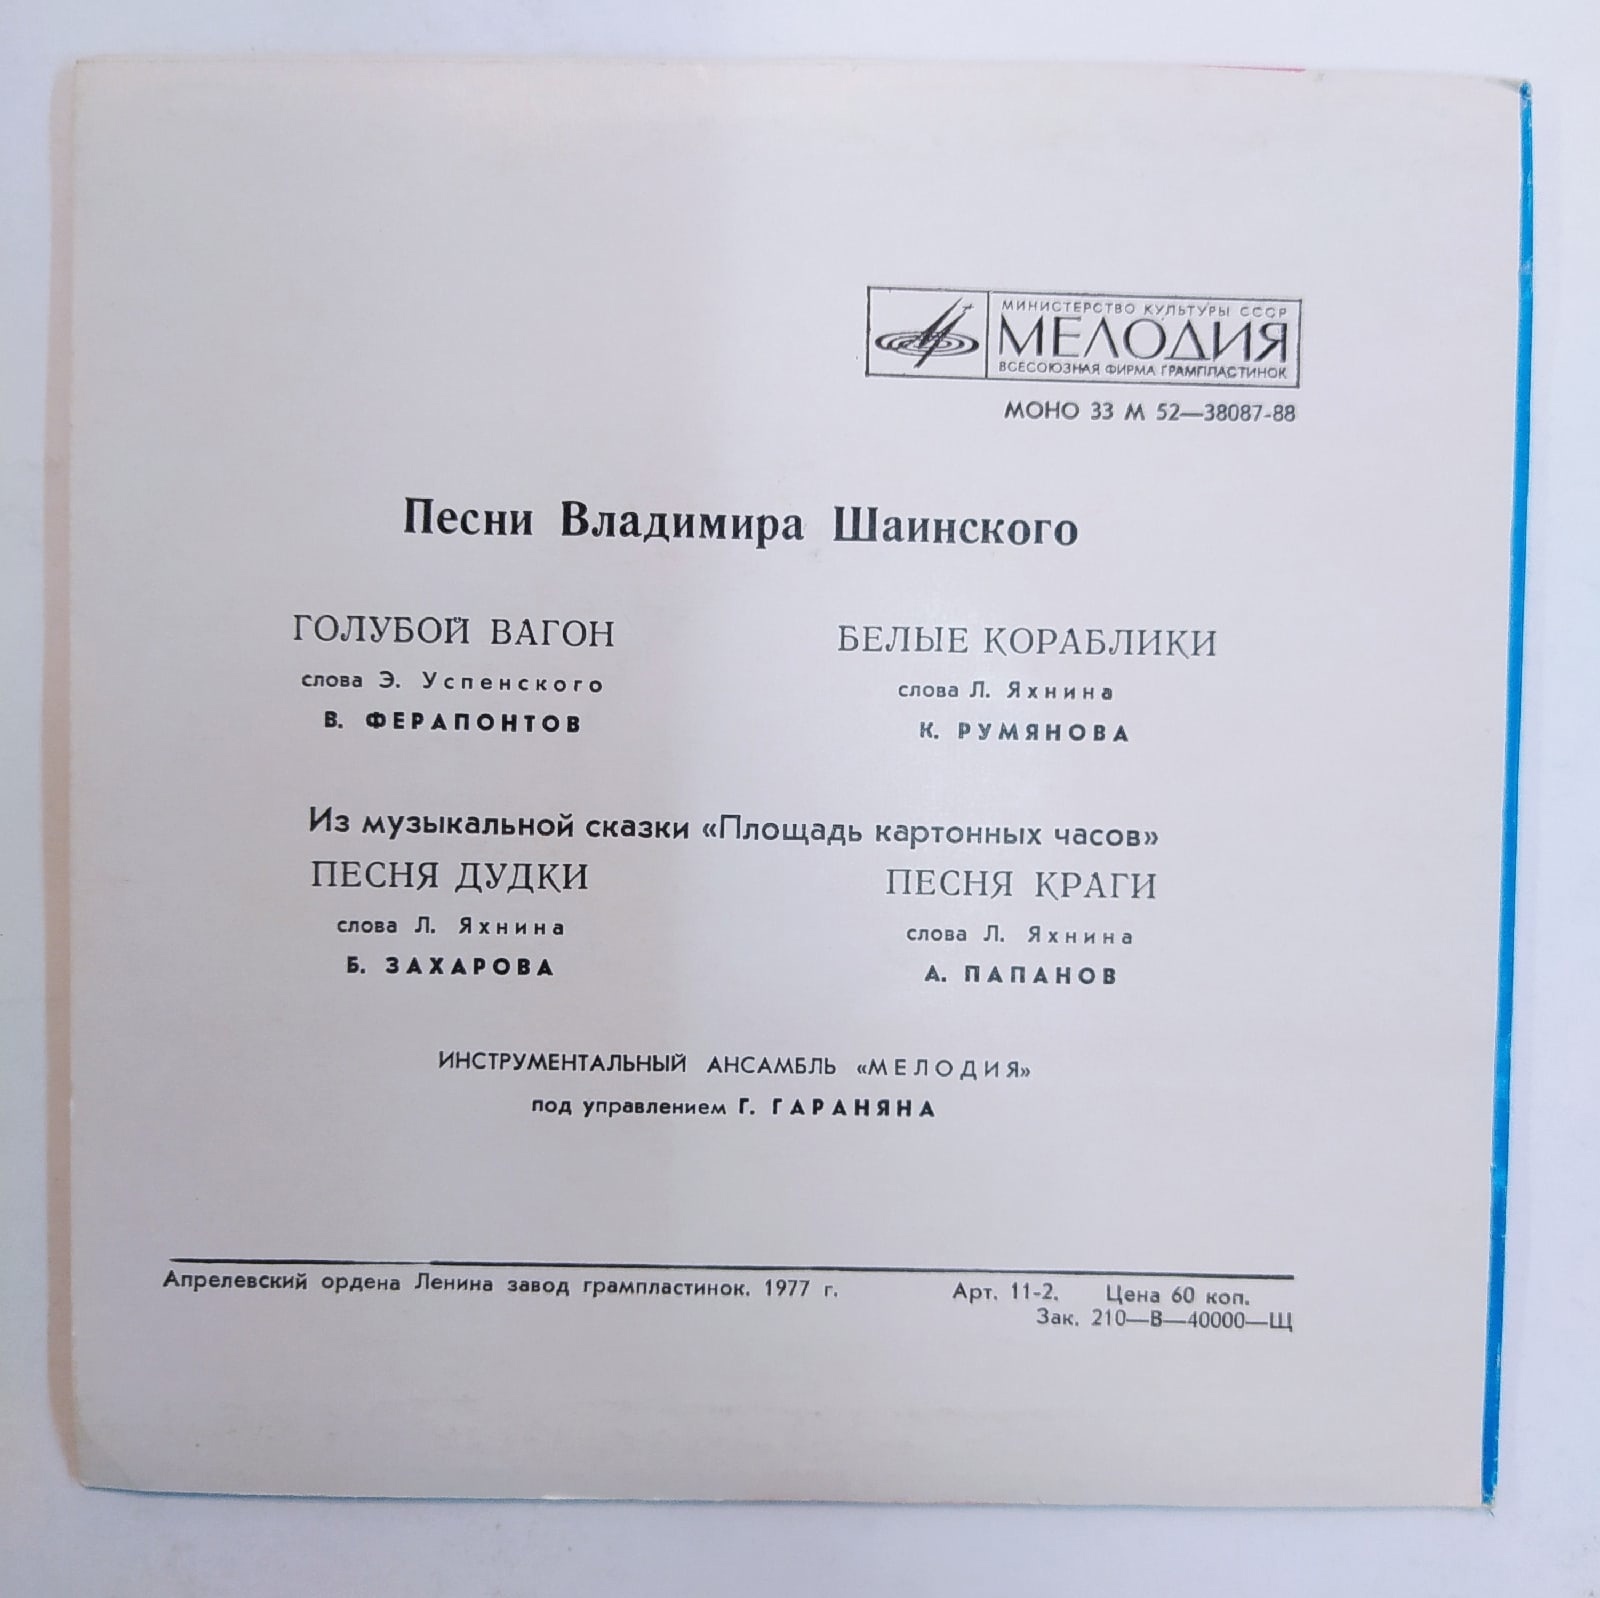 МИНИСТЕРСТВО КУЛЬТУРЫ СССР
МЕЛОДИЯ
ВСЕСОЮЗНАЯ ФИРМА ГРАМПЛАСТИНОК
МОНО 33 М 52—38087-88
Песни Владимира Шаинского
ГОЛУБОЙ ВАГОН
слова Э. Успенского
В. ФЕРАПОНТОВ
БЕЛЫЕ КОРАБЛИКИ
слова Л. Яхнина
К. РУМЯНОВА
Из музыкальной сказки «Площадь картонных часов»
ПЕСНЯ ДУДКИ
слова Л. Яхнина
Б. ЗАХАРОВА
ПЕСНЯ КРАГИ
слова Л. Яхнина
А. ПАПАНОВ
ИНСТРУМЕНТАЛЬНЫЙ АНСАМБЛЬ «МЕЛОДИЯ»
под управлением Г. ГАРАНЯНА
Апрелевский ордена Ленина завод грампластинок. 1977 г.
Арт. 11-2. Цена 60 коп.
Зак. 210—В—40000—Щ